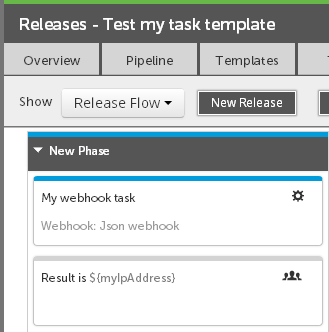 Releases - Test my task template
Overview
Pipeline
Templates
Show
Release Flow
New Release
New Phase
My webhook task
Webhook: Json webhook
Result is ${myIpAddress}